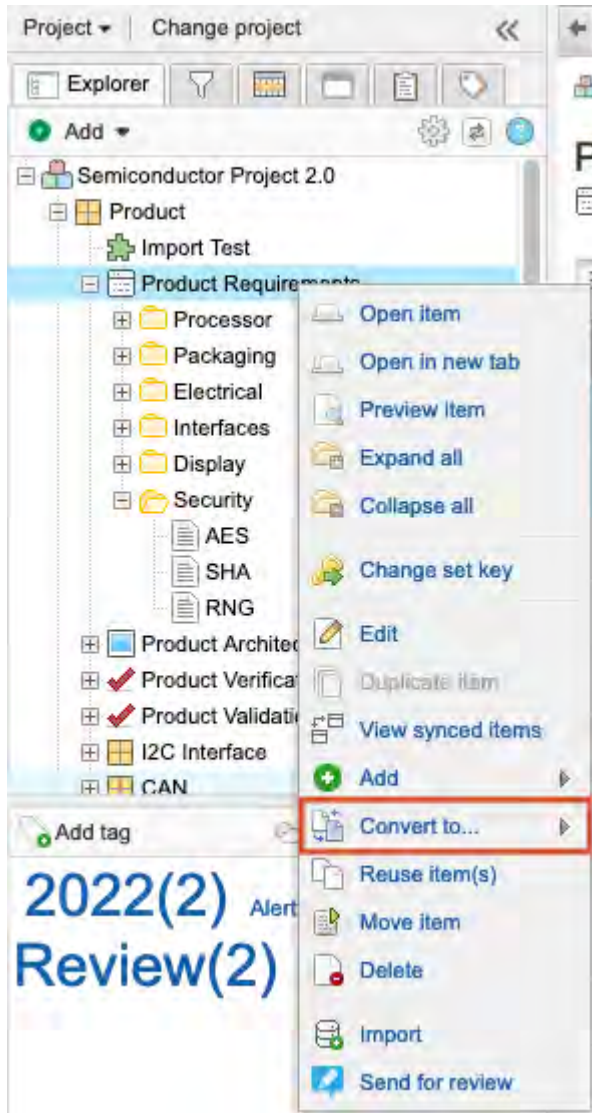 Project
Change project
Explorer
Add
Semiconductor Project 2.0
Product
Import Test
Product Requirements
Processor
Packaging
Electrical
Interfaces
Display
Security
AES
SHA
RNG
Product Architec
Product Verifica
Product Validati
I2C Interface
CAN
Open item
Open in new tab
Preview item
Expand all
Collapse all
Change set key
Edit
Duplicate item
View synced items
Add
Convert to...
Reuse item(s)
Move item
Delete
Import
Send for review
Add tag
2022(2) Alert
Review(2)
P